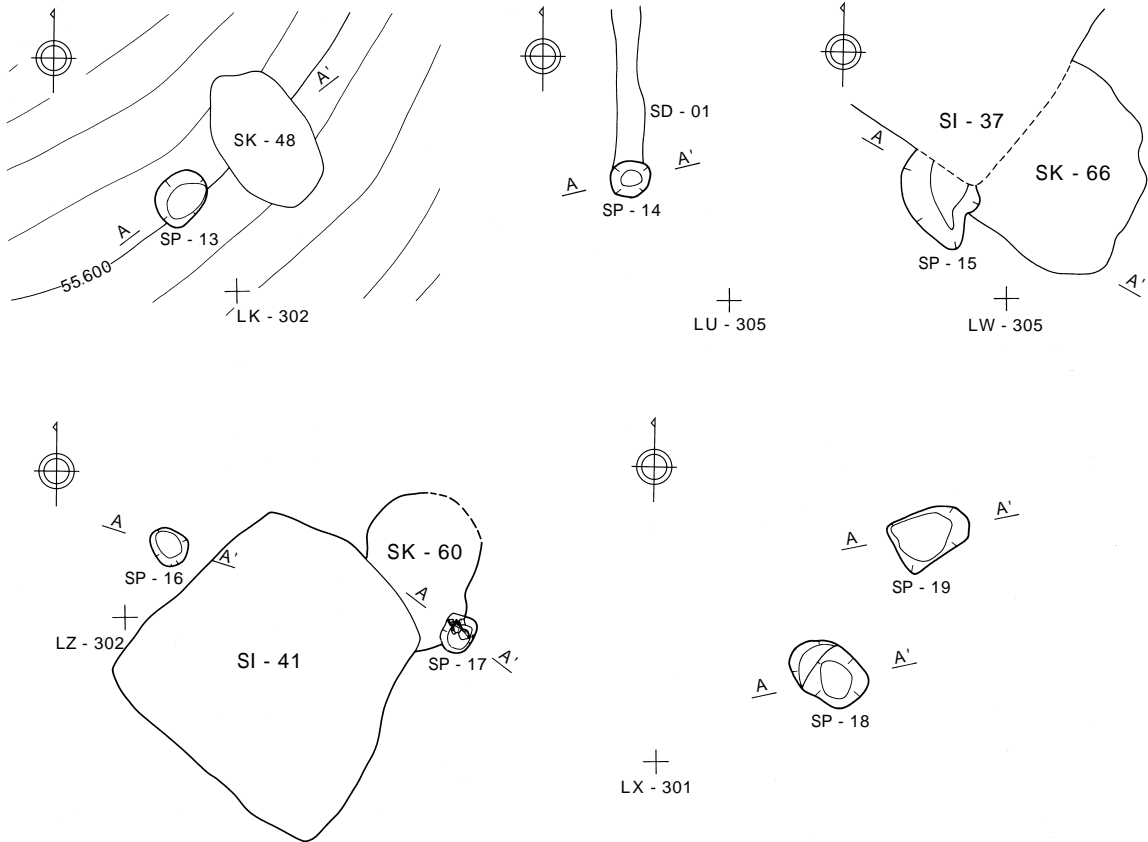 A'
SK - 48
A
SP - 13
55.600
LK - 302
SD - 01
A'
A
SP - 14
LU - 305
A
SI - 37
SK - 66
SP - 15
A'
LW - 305
A
SP - 16
A'
LZ - 302
SI - 41
SK - 60
A
SP - 17
A'
A'
A
SP - 19
A'
A
SP - 18
LX - 301